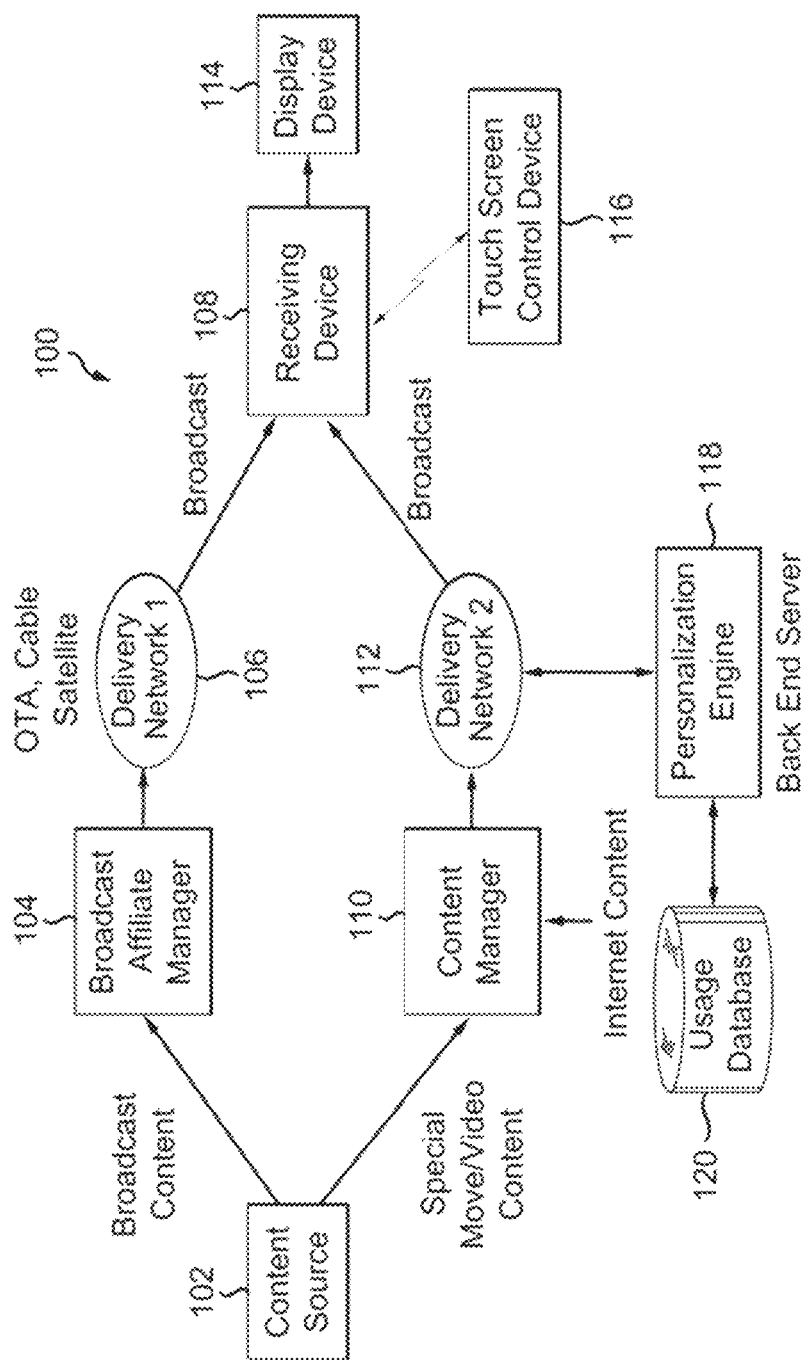 100
102
Content
Source
Broadcast
Content
Special
Move/Video
Content
104
Broadcast
Affiliate
Manager
110
Content
Manager
Internet Content
OTA, Cable
Satellite
Delivery
Network 1
106
112
Delivery
Network 2
Broadcast
Broadcast
108
Receiving
Device
114
Display
Device
Touch Screen
Control Device
116
118
Personalization
Engine
Back End Server
Usage
Database
120